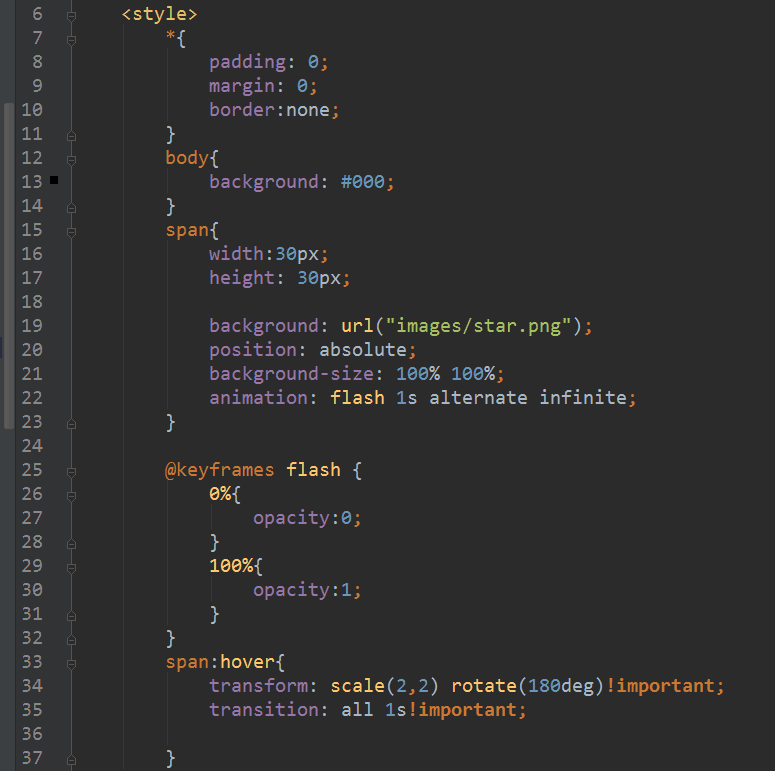 6 <style>
7 *{
8 padding: 0;
9 margin: 0;
10 border:none;
11 }
12 body{
13 background: #000;
14 }
15 span{
16 width:30px;
17 height: 30px;
18
19 background: url("images/star.png");
20 position: absolute;
21 background-size: 100% 100%;
22 animation: flash 1s alternate infinite;
23 }
24
25 @keyframes flash {
26 0%{
27 opacity:0;
28 }
29 100%{
30 opacity:1;
31 }
32 }
33 span:hover{
34 transform: scale(2,2) rotate(180deg)!important;
35 transition: all 1s!important;
36
37 }